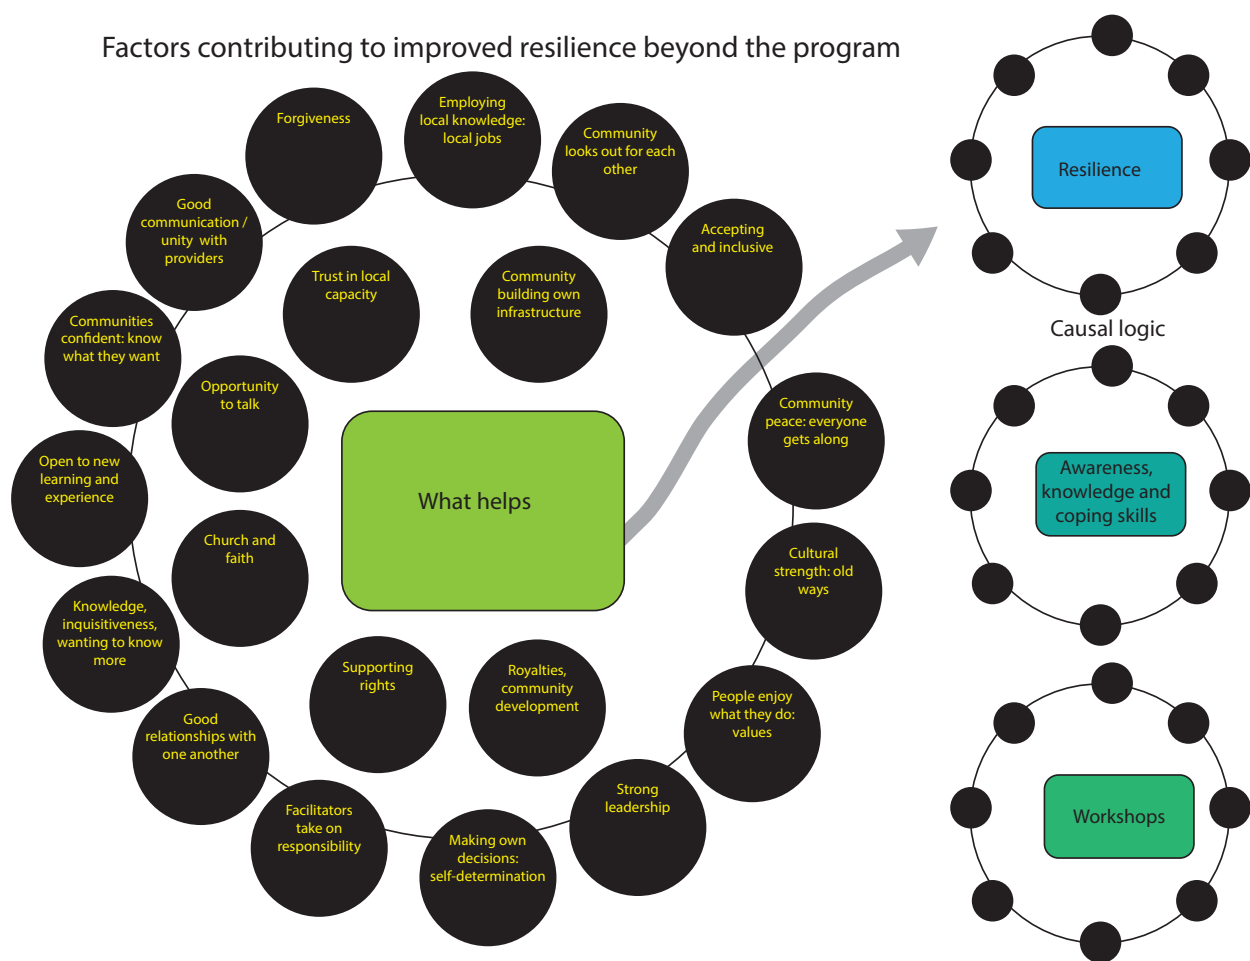 Factors contributing to improved resilience beyond the program
Forgiveness
Employing
local knowledge:
local jobs
Community
looks out for each
other
Accepting
and inclusive
Good
communication /
unity with
providers
Trust in local
capacity
Community
building own
infrastructure
Communities
confident: know
what they want
Opportunity
to talk
Community
peace: everyone
gets along
Open to new
learning and
experience
What helps
Church and
faith
Cultural
strength: old
ways
Knowledge,
inquisitiveness,
wanting to know
more
Supporting
rights
Royalties,
community
development
People enjoy
what they do:
values
Good
relationships with
one another
Strong
leadership
Facilitators
take on
responsibility
Making own
decisions:
self-determination
Resilience
Causal logic
Awareness,
knowledge and
coping skills
Workshops